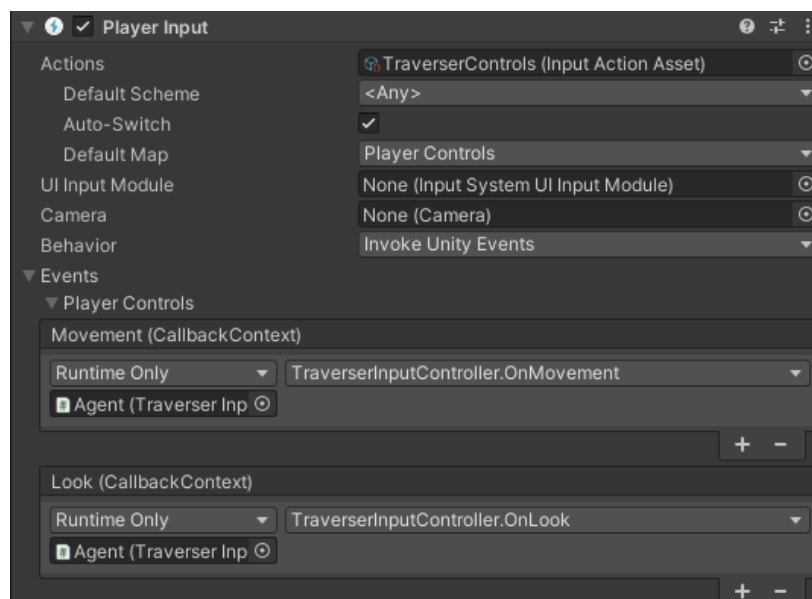 Player Input
Actions TraverserControls (Input Action Asset)
Default Scheme <Any>
Auto-Switch
Default Map Player Controls
UI Input Module None (Input System UI Input Module)
Camera None (Camera)
Behavior Invoke Unity Events
Events
Player Controls
Movement (CallbackContext)
Runtime Only TraverserInputController.OnMovement
Agent (Traverser Inp
+ −
Look (CallbackContext)
Runtime Only TraverserInputController.OnLook
Agent (Traverser Inp
+ −